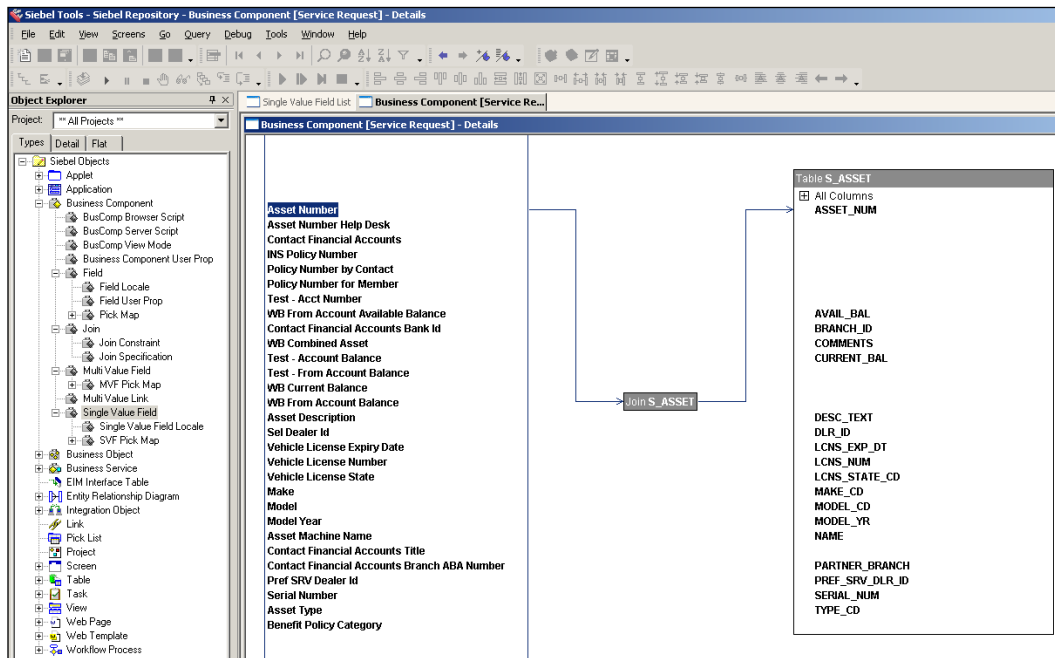 Siebel Tools - Siebel Repository - Business Component [Service Request] - Details
File Edit View Screens Go Query Debug Tools Window Help
Object Explorer
Project: ** All Projects **
Types Detail Flat
Siebel Objects
Applet
Application
Business Component
BusComp Browser Script
BusComp Server Script
BusComp View Mode
Business Component User Prop
Field
Field Locale
Field User Prop
Pick Map
Join
Join Constraint
Join Specification
Multi Value Field
MVF Pick Map
Multi Value Link
Single Value Field
Single Value Field Locale
SVF Pick Map
Business Object
Business Service
EIM Interface Table
Entity Relationship Diagram
Integration Object
Link
Pick List
Project
Screen
Table
Task
View
Web Page
Web Template
Workflow Process
Single Value Field List Business Component [Service Re...
Business Component [Service Request] - Details
Asset Number
Asset Number Help Desk
Contact Financial Accounts
INS Policy Number
Policy Number by Contact
Policy Number for Member
Test - Acct Number
WB From Account Available Balance
Contact Financial Accounts Bank Id
WB Combined Asset
Test - Account Balance
Test - From Account Balance
WB Current Balance
WB From Account Balance
Asset Description
Sel Dealer Id
Vehicle License Expiry Date
Vehicle License Number
Vehicle License State
Make
Model
Model Year
Asset Machine Name
Contact Financial Accounts Title
Contact Financial Accounts Branch ABA Number
Pref SRV Dealer Id
Serial Number
Asset Type
Benefit Policy Category
Join S_ASSET
Table S_ASSET
All Columns
ASSET_NUM
AVAIL_BAL
BRANCH_ID
COMMENTS
CURRENT_BAL
DESC_TEXT
DLR_ID
LCNS_EXP_DT
LCNS_NUM
LCNS_STATE_CD
MAKE_CD
MODEL_CD
MODEL_YR
NAME
PARTNER_BRANCH
PREF_SRV_DLR_ID
SERIAL_NUM
TYPE_CD